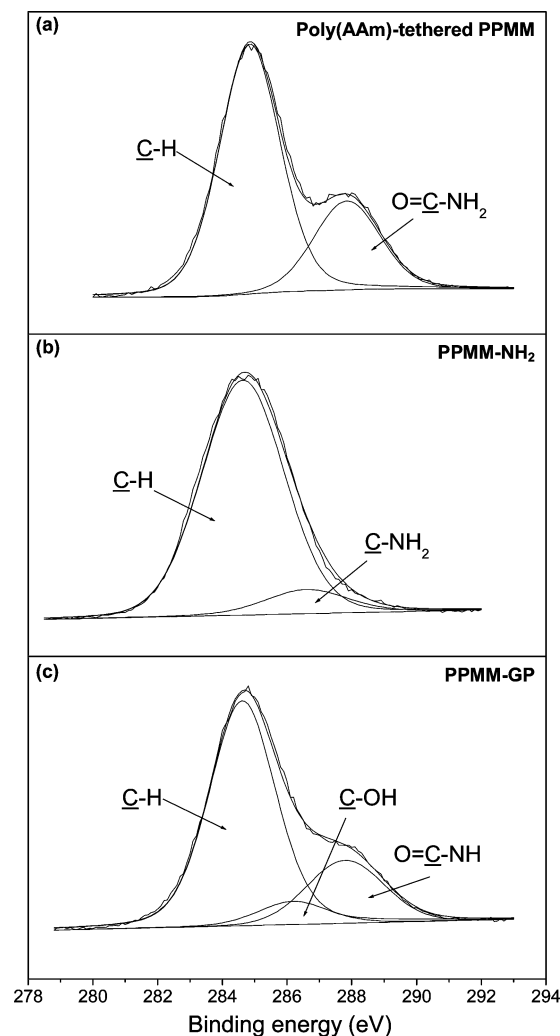 (a) Poly(AAm)-tethered PPMM
C-H
O=C-NH₂
(b) PPMM-NH₂
C-H
C-NH₂
(c) PPMM-GP
C-H
C-OH
O=C-NH
278 280 282 284 286 288 290 292 294
Binding energy (eV)